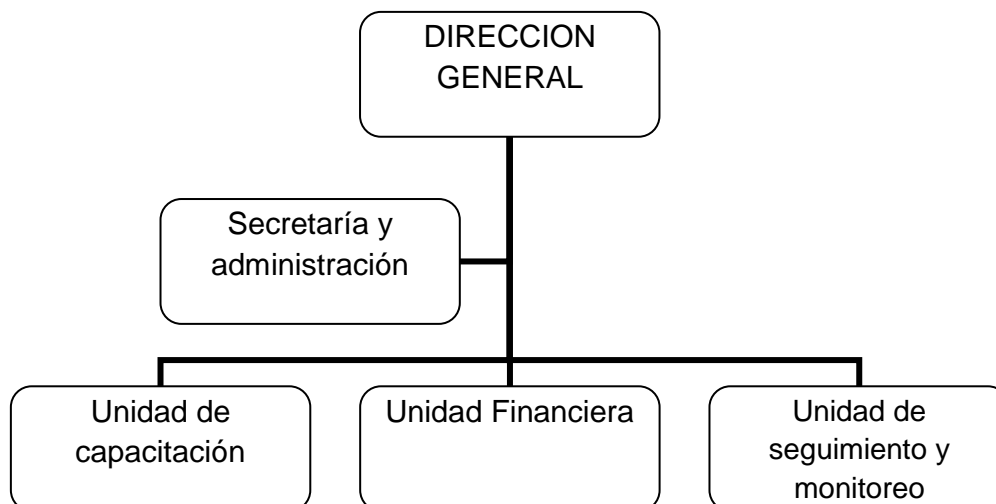 DIRECCION
GENERAL
Secretaría y
administración
Unidad de
capacitación
Unidad Financiera
Unidad de
seguimiento y
monitoreo